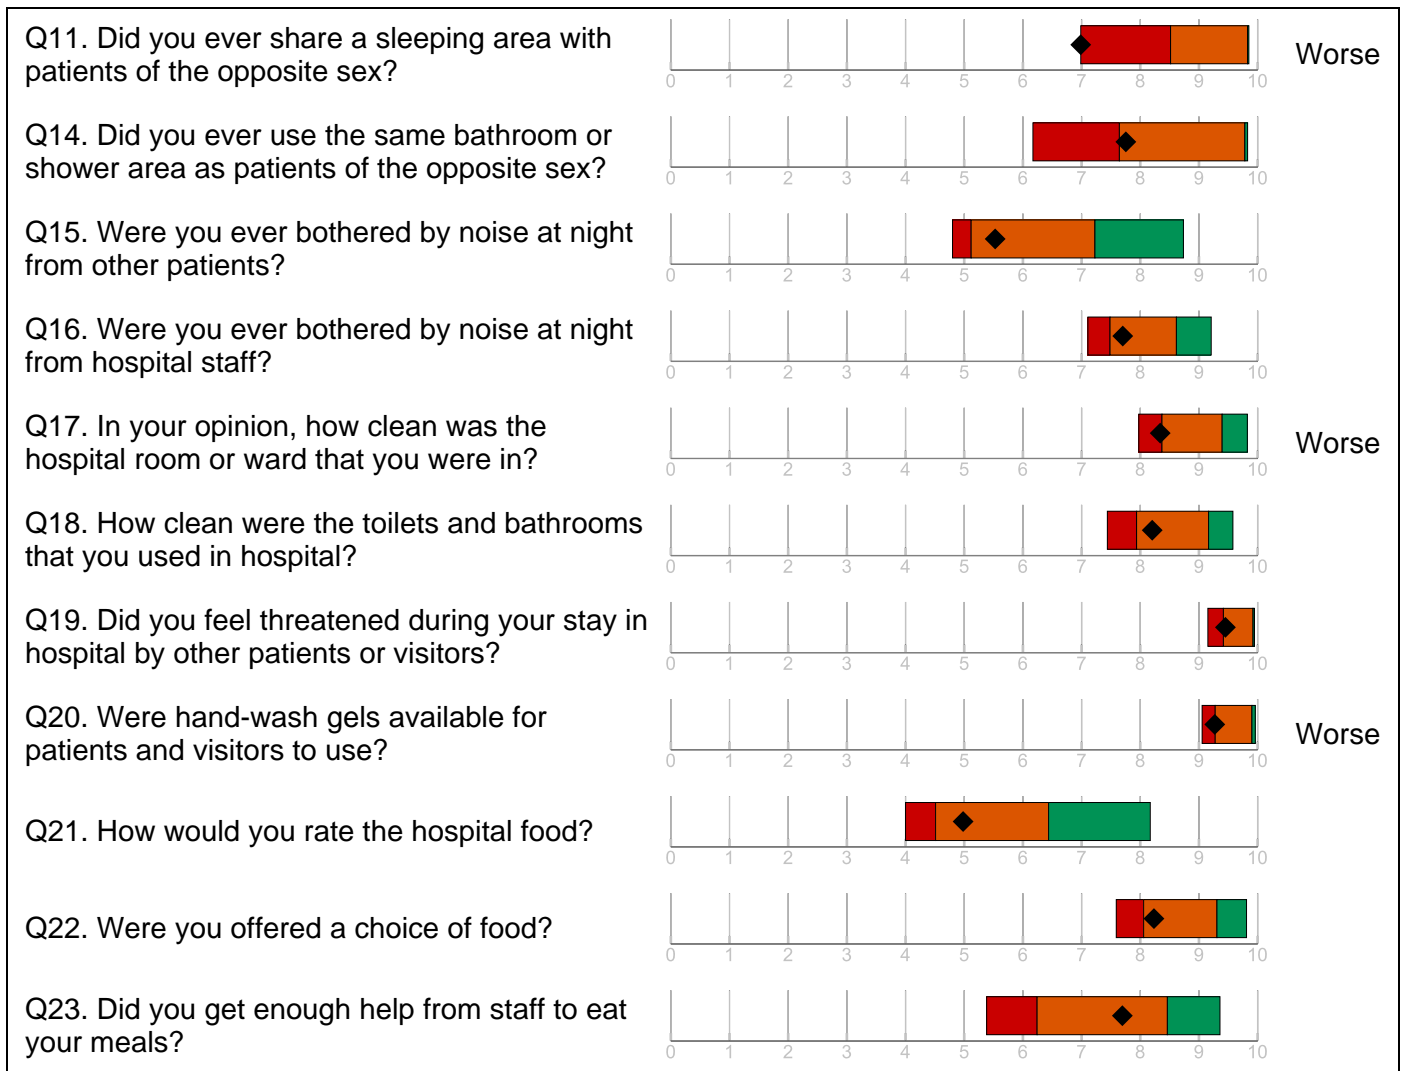 Q11. Did you ever share a sleeping area with
patients of the opposite sex?
0 1 2 3 4 5 6 7 8 9 10
Worse
Q14. Did you ever use the same bathroom or
shower area as patients of the opposite sex?
0 1 2 3 4 5 6 7 8 9 10
Q15. Were you ever bothered by noise at night
from other patients?
0 1 2 3 4 5 6 7 8 9 10
Q16. Were you ever bothered by noise at night
from hospital staff?
0 1 2 3 4 5 6 7 8 9 10
Q17. In your opinion, how clean was the
hospital room or ward that you were in?
0 1 2 3 4 5 6 7 8 9 10
Worse
Q18. How clean were the toilets and bathrooms
that you used in hospital?
0 1 2 3 4 5 6 7 8 9 10
Q19. Did you feel threatened during your stay in
hospital by other patients or visitors?
0 1 2 3 4 5 6 7 8 9 10
Q20. Were hand-wash gels available for
patients and visitors to use?
0 1 2 3 4 5 6 7 8 9 10
Worse
Q21. How would you rate the hospital food?
0 1 2 3 4 5 6 7 8 9 10
Q22. Were you offered a choice of food?
0 1 2 3 4 5 6 7 8 9 10
Q23. Did you get enough help from staff to eat
your meals?
0 1 2 3 4 5 6 7 8 9 10